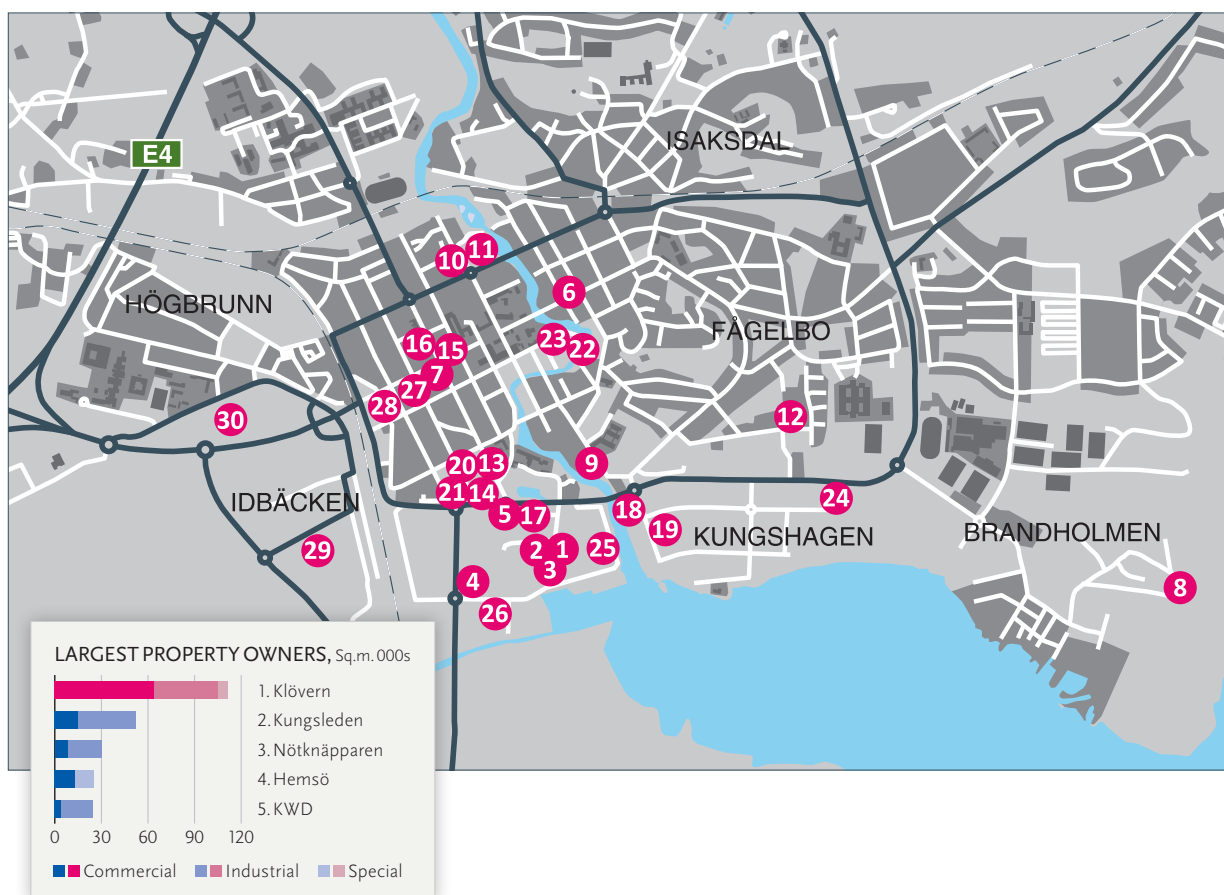 ISAKSDAL
E4
11
10
6
HÖGBRUNN
FÅGELBO
23
22
16
15
7
27
28
12
30
20
13
9
21
14
24
IDBÄCKEN
5
17
18
19
KUNGSHAGEN
BRANDHOLMEN
29
2
1
25
3
4
8
26
LARGEST PROPERTY OWNERS, Sq.m. 000s
1. Klövern
2. Kungsleden
3. Nötknäpparen
4. Hemsö
5. KWD
0 30 60 90 120
Commercial Industrial Special